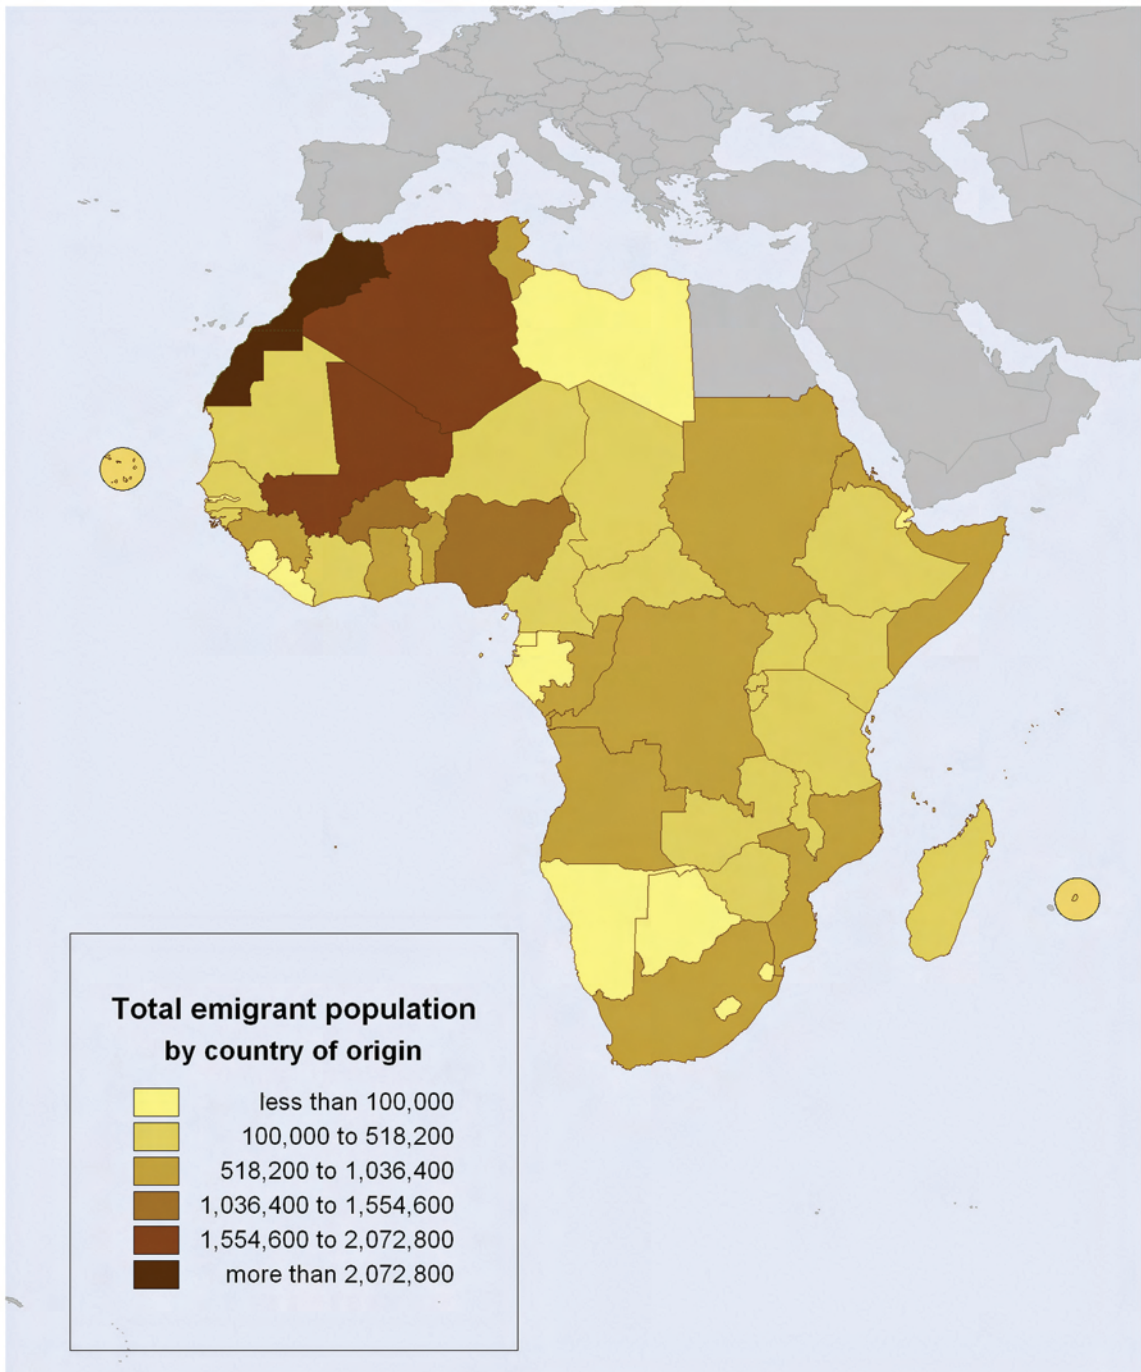 Total emigrant population
by country of origin
less than 100,000
100,000 to 518,200
518,200 to 1,036,400
1,036,400 to 1,554,600
1,554,600 to 2,072,800
more than 2,072,800